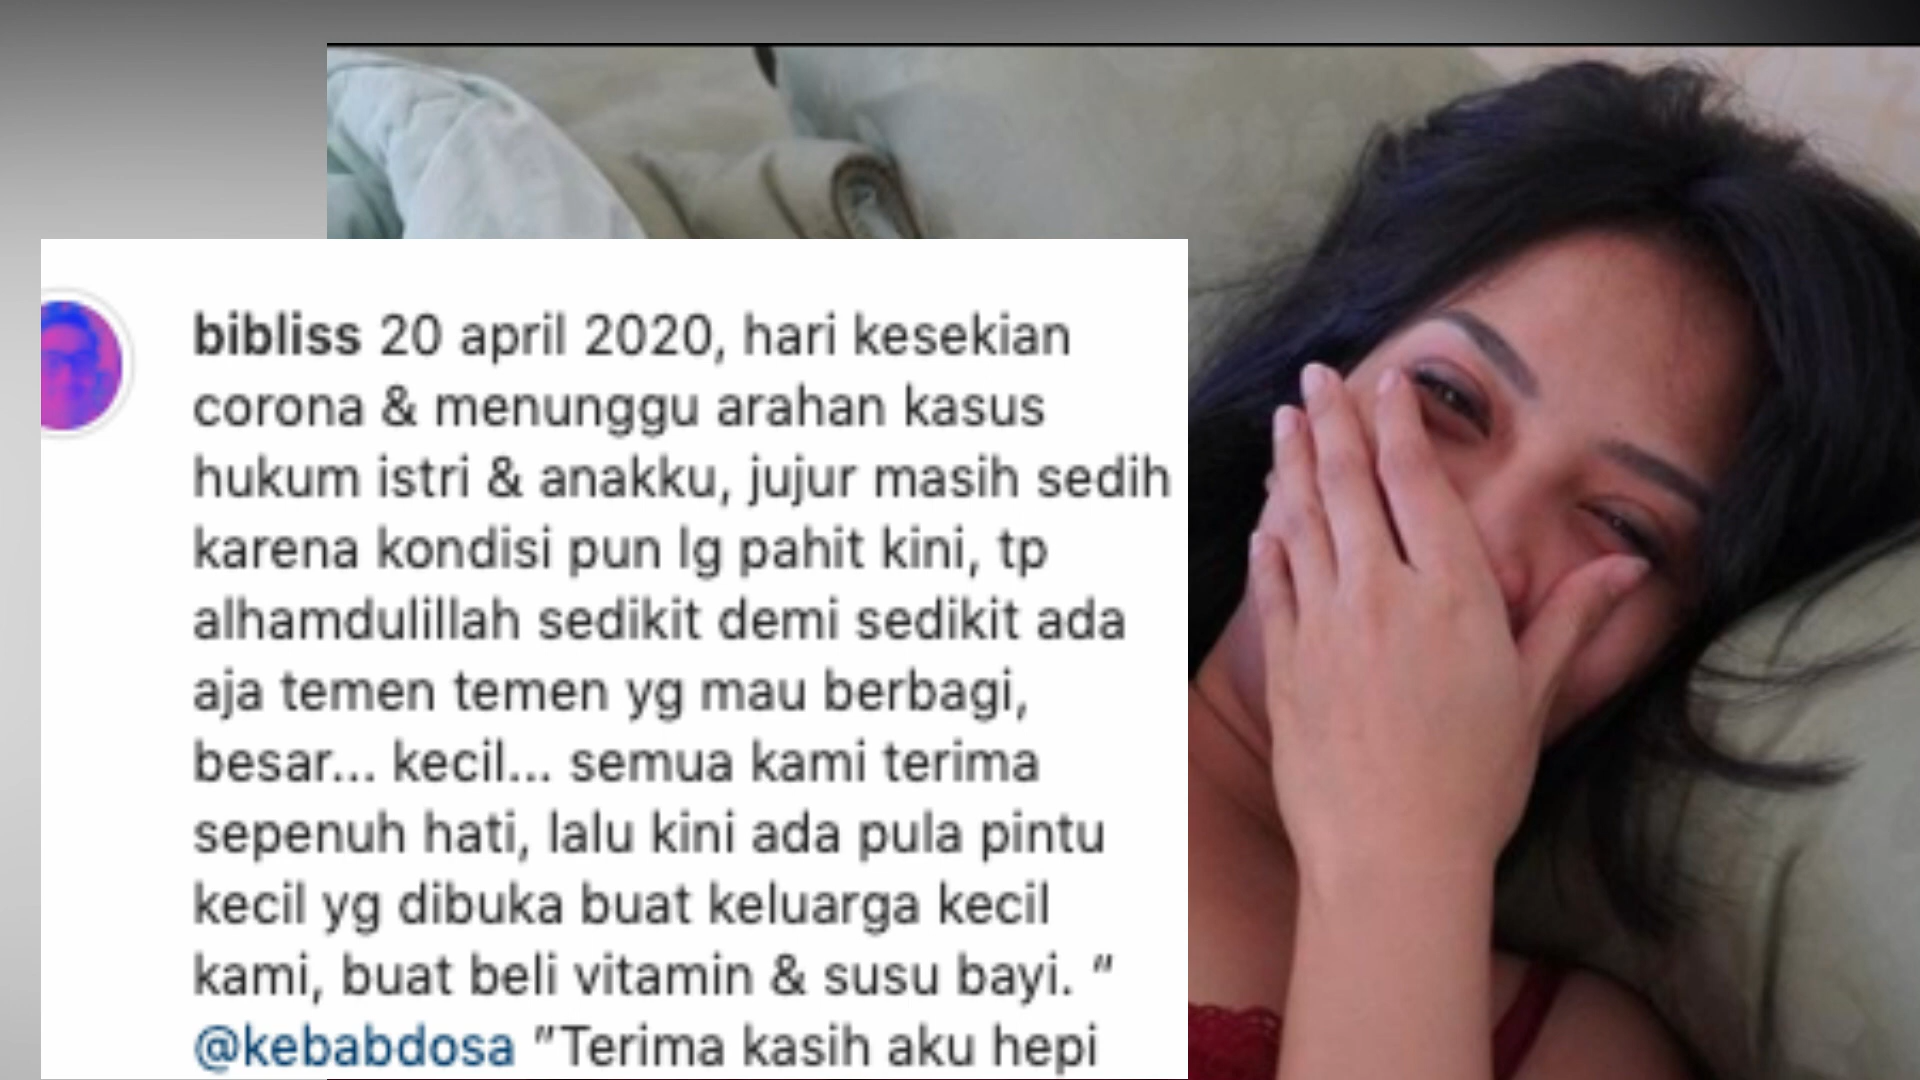 bibliss 20 april 2020, hari kesekian
corona & menunggu arahan kasus
hukum istri & anakku, jujur masih sedih
karena kondisi pun lg pahit kini, tp
alhamdulillah sedikit demi sedikit ada
aja temen temen yg mau berbagi,
besar... kecil... semua kami terima
sepenuh hati, lalu kini ada pula pintu
kecil yg dibuka buat keluarga kecil
kami, buat beli vitamin & susu bayi. "
@kebabdosa "Terima kasih aku hepi